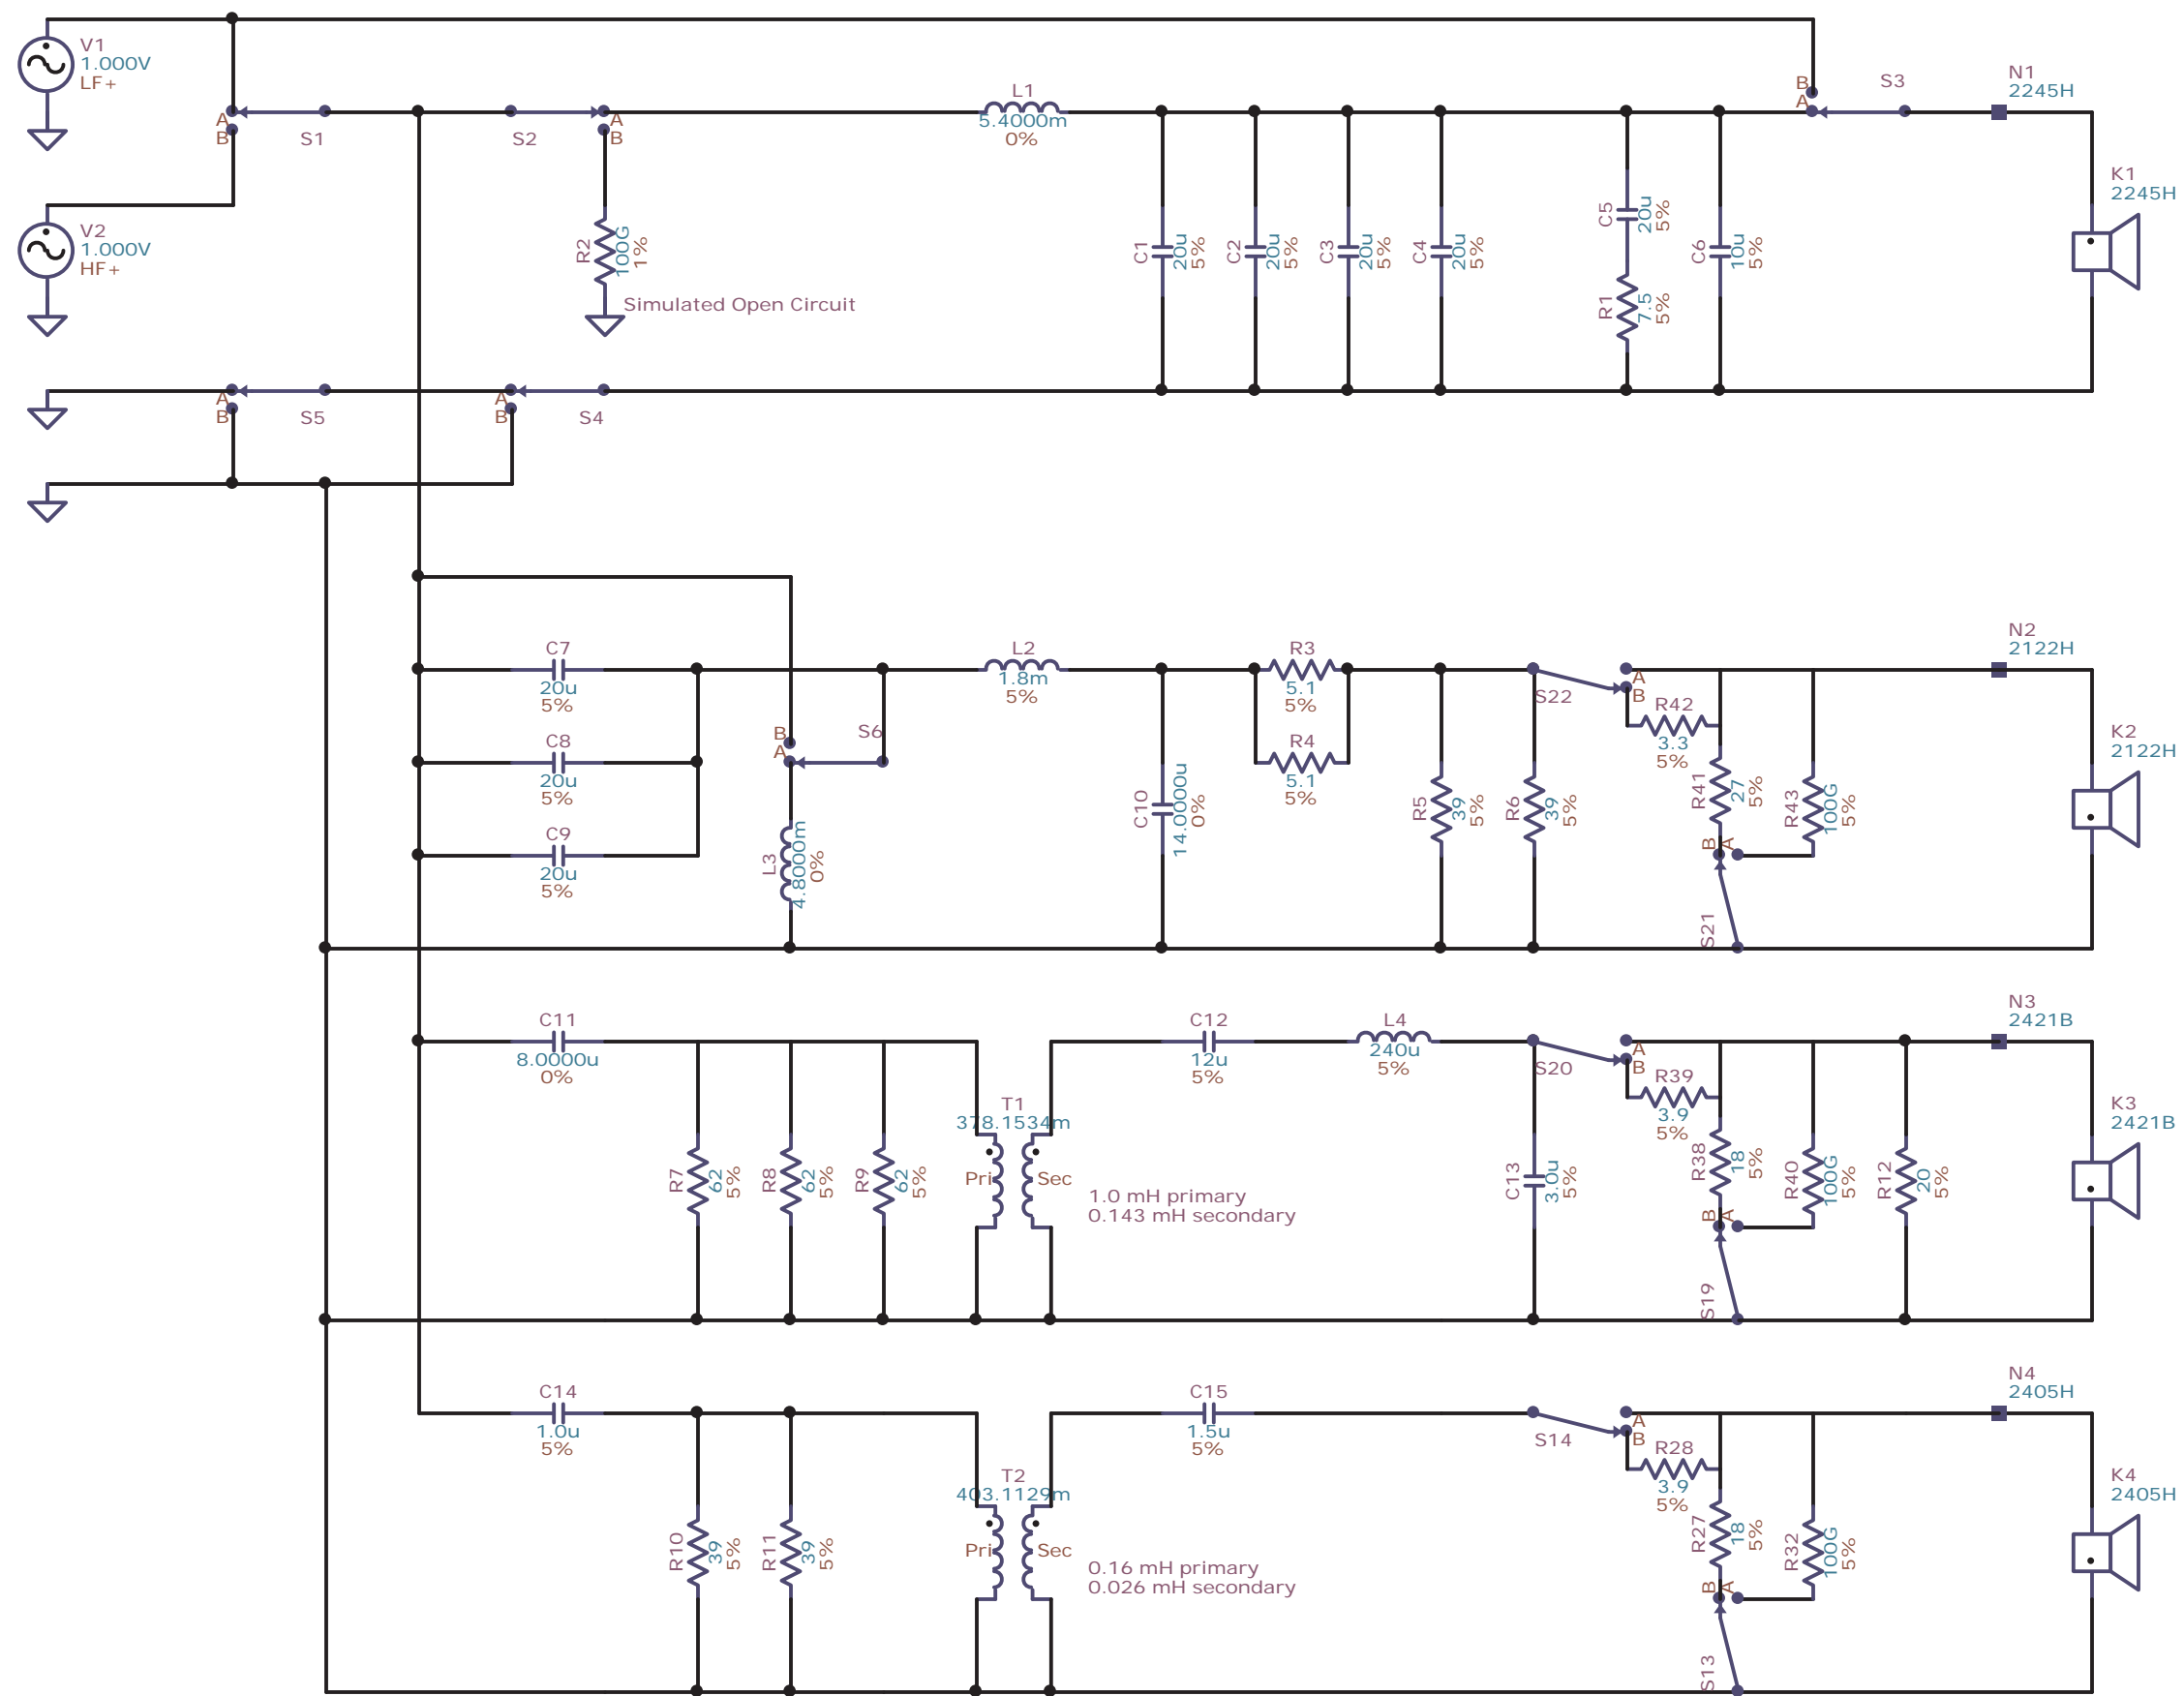 V1
1.000V
LF+
A
B
S1
S2
A
B
L1
5.4000m
0%
B
A
S3
N1
2245H
V2
1.000V
HF+
R2
100G
1%
Simulated Open Circuit
C1
20u
5%
C2
20u
5%
C3
20u
5%
C4
20u
5%
C5
20u
5%
R1
7.5
5%
C6
10u
5%
K1
2245H
A
B
S5
A
B
S4
C7
20u
5%
C8
20u
5%
C9
20u
5%
B
A
S6
L3
4.8000m
0%
L2
1.8m
5%
C10
14.0000u
0%
R3
5.1
5%
R4
5.1
5%
R5
39
5%
R6
39
5%
S22
A
B
R42
3.3
5%
R41
27
5%
R43
100G
5%
B
A
S21
N2
2122H
K2
2122H
C11
8.0000u
0%
R7
62
5%
R8
62
5%
R9
62
5%
T1
378.1534m
Pri
Sec
1.0 mH primary
0.143 mH secondary
C12
12u
5%
L4
240u
5%
C13
3.0u
5%
S20
A
B
R39
3.9
5%
R38
18
5%
R40
100G
5%
R12
20
5%
B
A
S19
N3
2421B
K3
2421B
C14
1.0u
5%
R10
39
5%
R11
39
5%
T2
403.1129m
Pri
Sec
0.16 mH primary
0.026 mH secondary
C15
1.5u
5%
S14
A
B
R28
3.9
5%
R27
18
5%
R32
100G
5%
B
A
S13
N4
2405H
K4
2405H